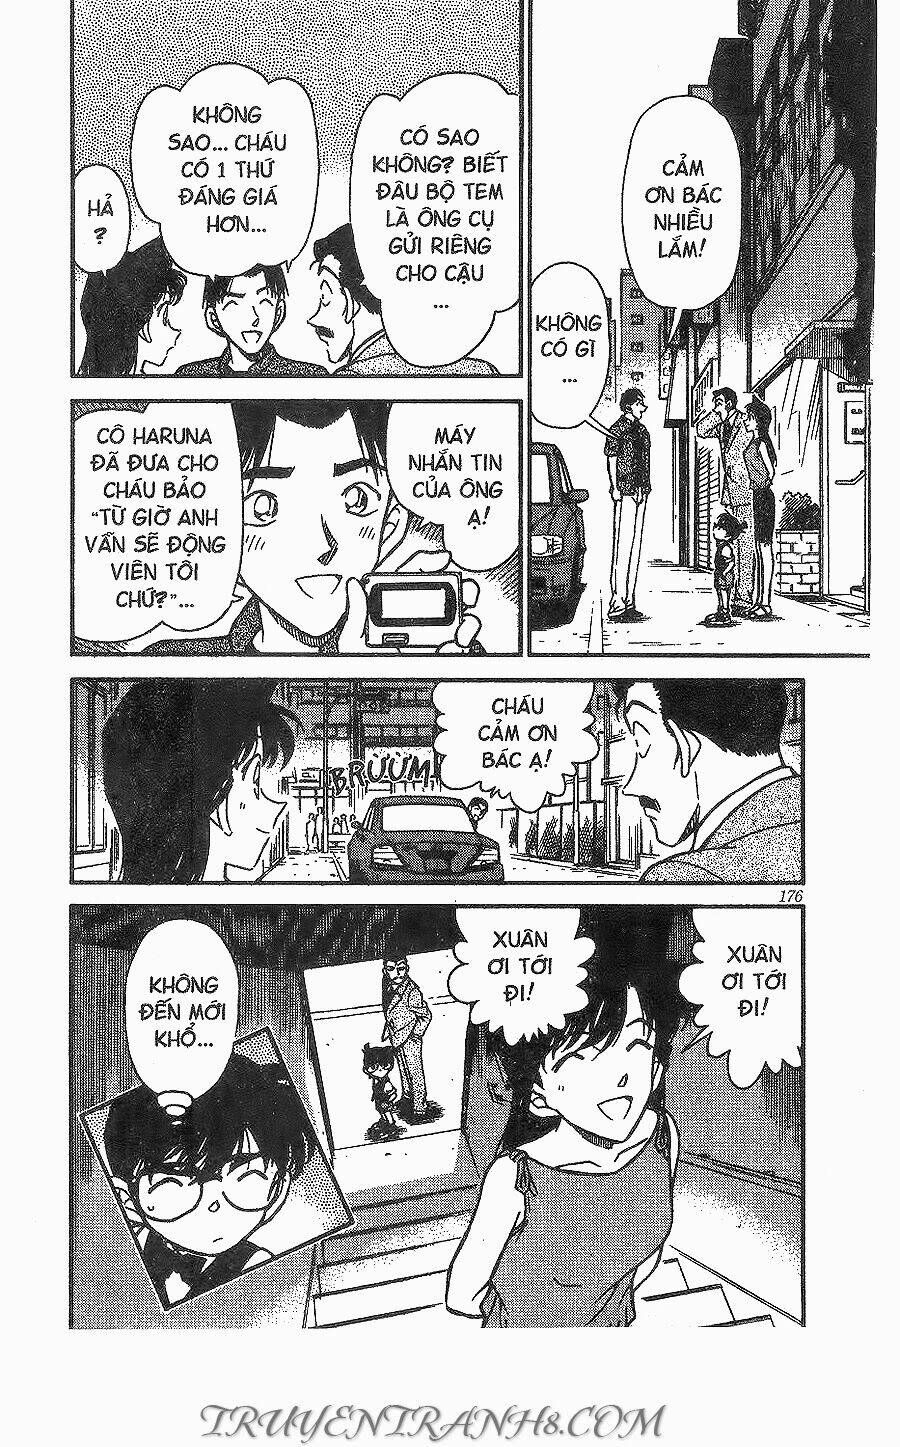 CẢM
ƠN BÁC
NHIỀU
LẮM!
KHÔNG
CÓ GÌ
...
CÓ SAO
KHÔNG? BIẾT
ĐÂU BỘ TEM
LÀ ÔNG CỤ
GỬI RIÊNG
CHO CẬU
...
KHÔNG
SAO... CHÁU
CÓ 1 THỨ
ĐÁNG GIÁ
HƠN...
HẢ
?
MÁY
NHẮN TIN
CỦA ÔNG
Ạ!
CÔ HARUNA
ĐÃ ĐƯA CHO
CHÁU BẢO
"TỪ GIỜ ANH
VẪN SẼ ĐỘNG
VIÊN TÔI
CHỨ?"...
CHÁU
CẢM ƠN
BÁC Ạ!
BRỪỪM
176
XUÂN
ƠI TỚI
ĐI!
XUÂN
ƠI TỚI
ĐI!
KHÔNG
ĐẾN MỚI
KHỔ...
TRUYENTRANH8.COM